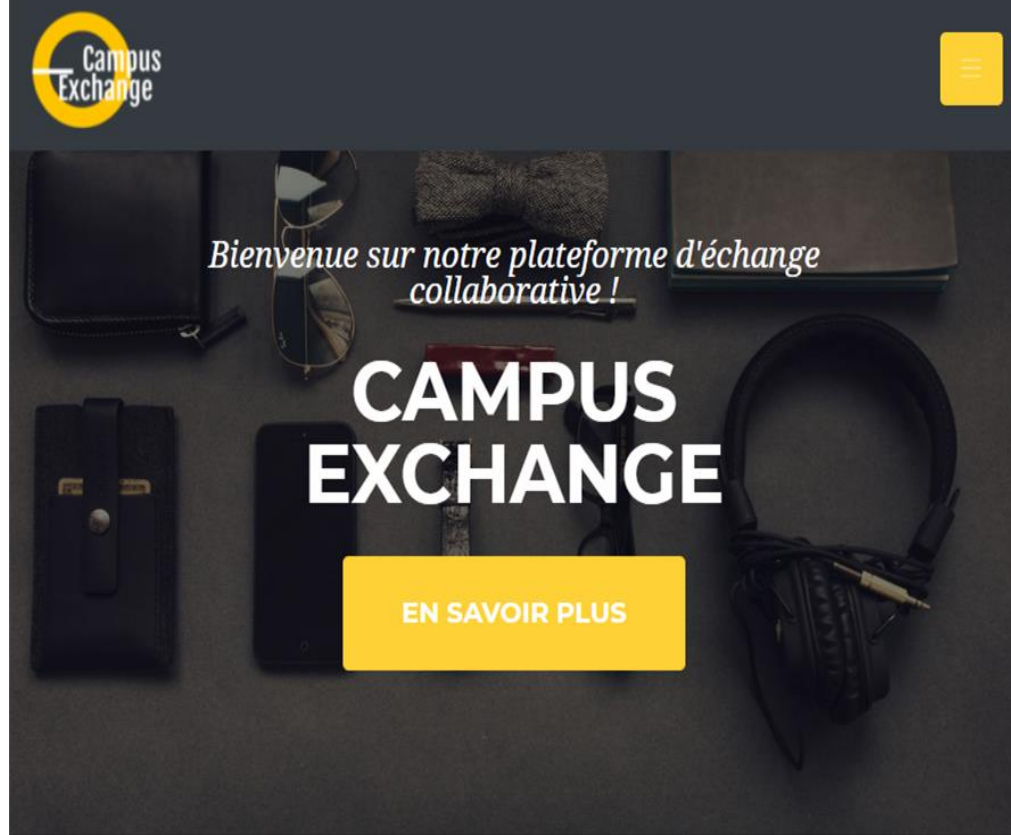 Campus
Exchange
Bienvenue sur notre plateforme d'échange
collaborative !
CAMPUS
EXCHANGE
EN SAVOIR PLUS